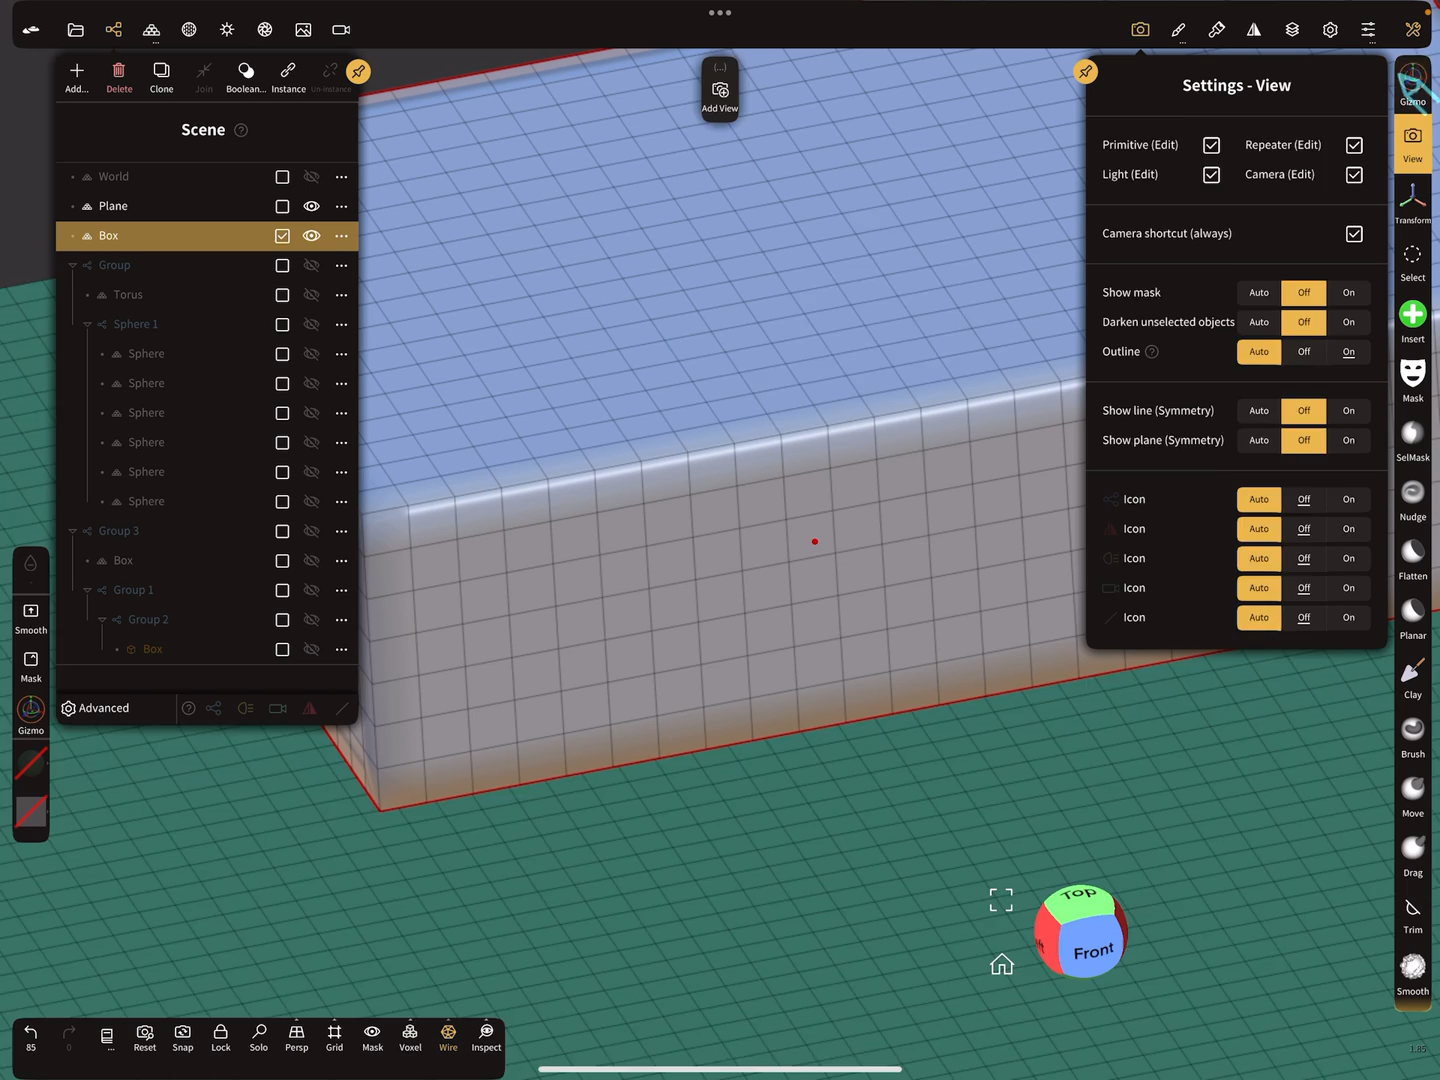 Add...
Delete
Clone
Join
Boolean...
Instance
Un-instance
Scene
World
Plane
Box
Group
Torus
Sphere 1
Sphere
Sphere
Sphere
Sphere
Sphere
Sphere
Group 3
Box
Group 1
Group 2
Box
Advanced
Smooth
Mask
Gizmo
(...)
Add View
Settings - View
Primitive (Edit)
Repeater (Edit)
Light (Edit)
Camera (Edit)
Camera shortcut (always)
Show mask Auto Off On
Darken unselected objects Auto Off On
Outline ? Auto Off On
Show line (Symmetry) Auto Off On
Show plane (Symmetry) Auto Off On
Icon Auto Off On
Icon Auto Off On
Icon Auto Off On
Icon Auto Off On
Icon Auto Off On
Gizmo
View
Transform
Select
Insert
Mask
SelMask
Nudge
Flatten
Planar
Clay
Brush
Move
Drag
Trim
Smooth
1.85
Top
Front
85
0
...
Reset
Snap
Lock
Solo
Persp
Grid
Mask
Voxel
Wire
Inspect